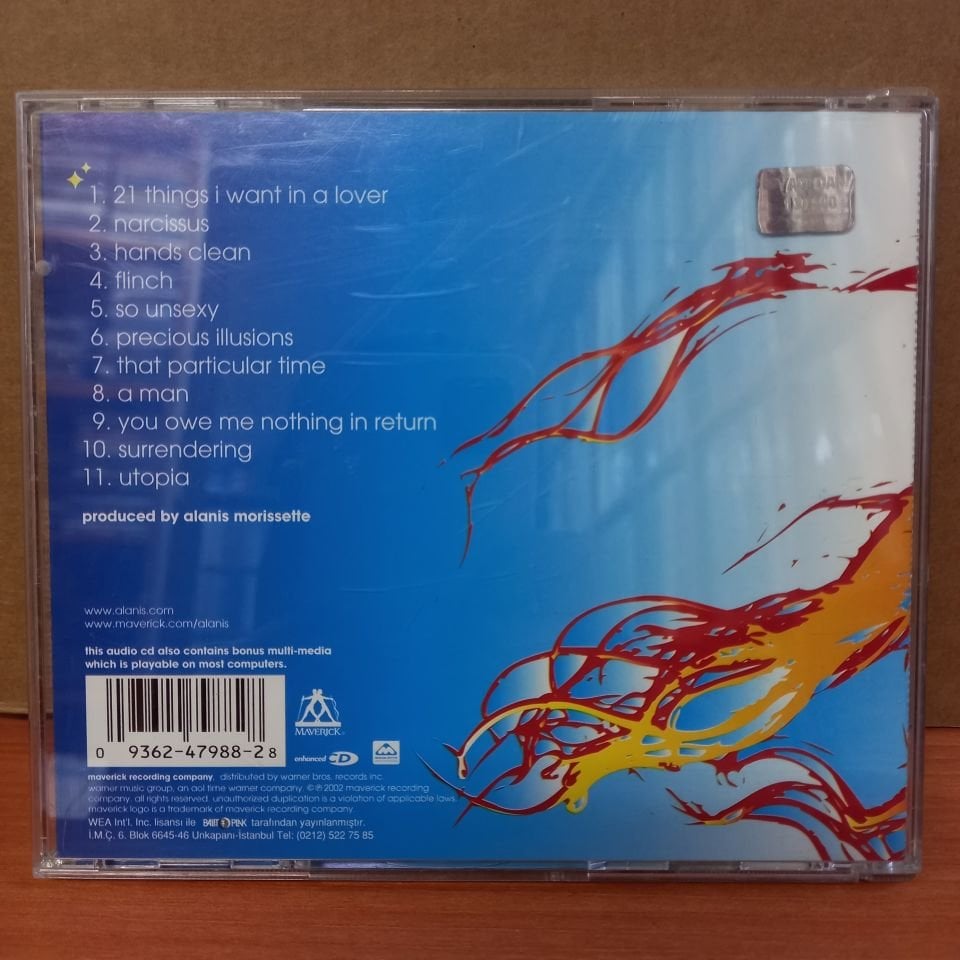 1. 21 things i want in a lover
2. narcissus
3. hands clean
4. flinch
5. so unsexy
6. precious illusions
7. that particular time
8. a man
9. you owe me nothing in return
10. surrendering
11. utopia
produced by alanis morissette
www.alanis.com
www.maverick.com/alanis
this audio cd also contains bonus multi-media
which is playable on most computers.
0 9362-47988-2 8
MAVERICK
enhanced CD
maverick recording company, distributed by warner bros. records inc.
warner music group, an aol time warner company. ©℗ 2002 maverick recording
company. all rights reserved. unauthorized duplication is a violation of applicable laws.
maverick logo is a trademark of maverick recording company.
WEA Int'l. Inc. lisansı ile BALET PLAK tarafından yayınlanmıştır.
İ.M.Ç. 6. Blok 6645-46 Unkapanı-İstanbul Tel: (0212) 522 75 85